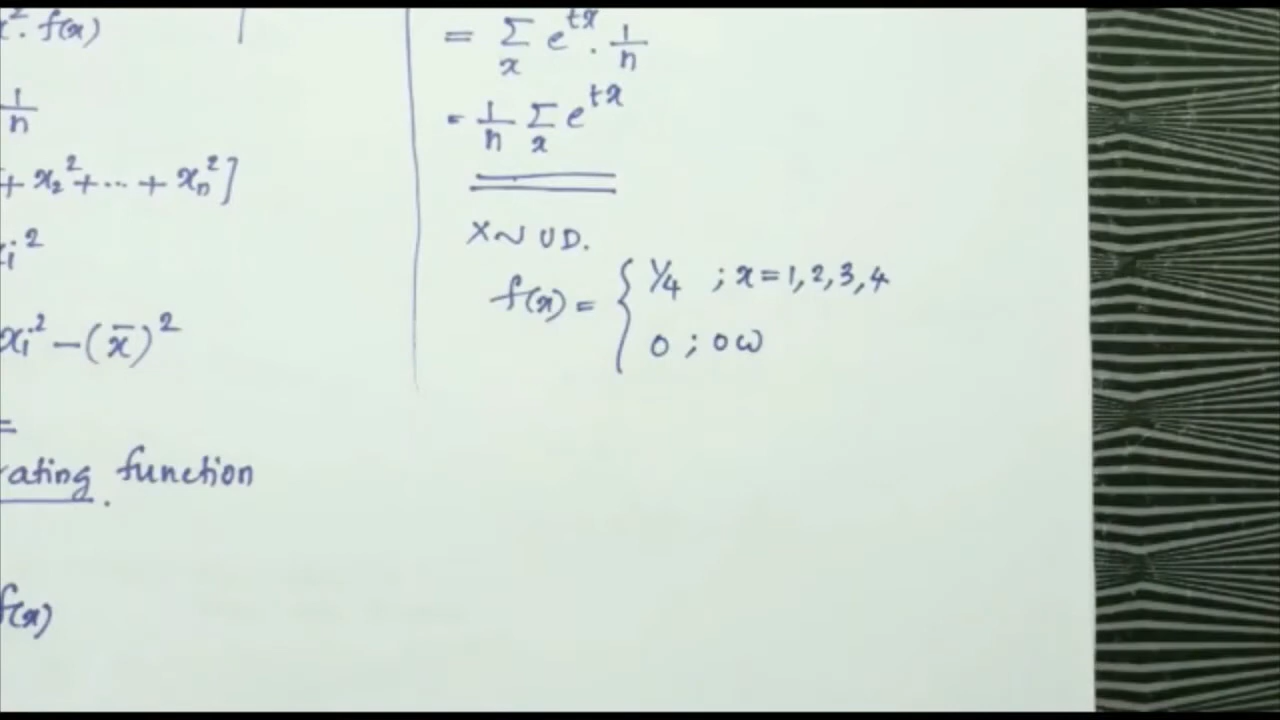 x². f(x)
1/n
+ x₂² + ... + xₙ²]
xᵢ²
xᵢ² - (x̄)²
=
rating function
f(x)
= Σₓ e^{tx} . 1/n
= 1/n Σₓ e^{tx}
X ~ UD.
f(x) = { 1/4 ; x = 1, 2, 3, 4
0 ; ow